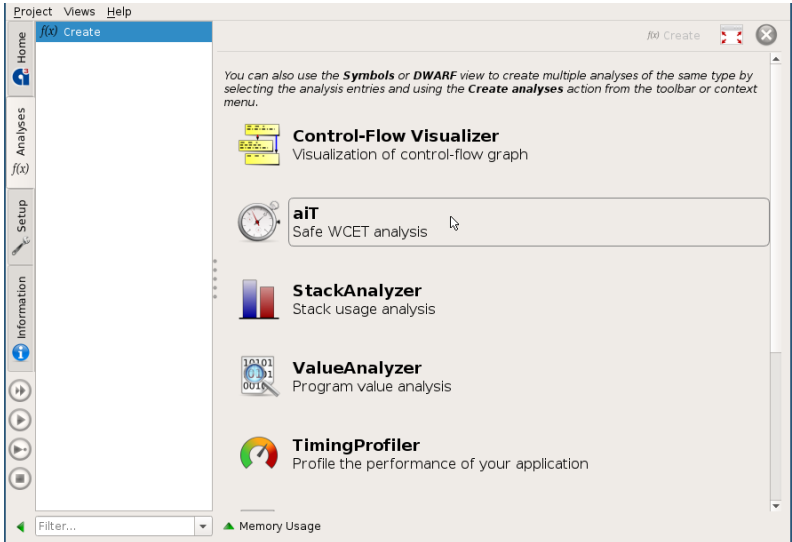 Project Views Help
Home
Analyses
f(x)
Setup
Information
f(x) Create
f(x) Create
You can also use the Symbols or DWARF view to create multiple analyses of the same type by
selecting the analysis entries and using the Create analyses action from the toolbar or context
menu.
Control-Flow Visualizer
Visualization of control-flow graph
aiT
Safe WCET analysis
StackAnalyzer
Stack usage analysis
10101
ValueAnalyzer
Program value analysis
TimingProfiler
Profile the performance of your application
Filter...
Memory Usage